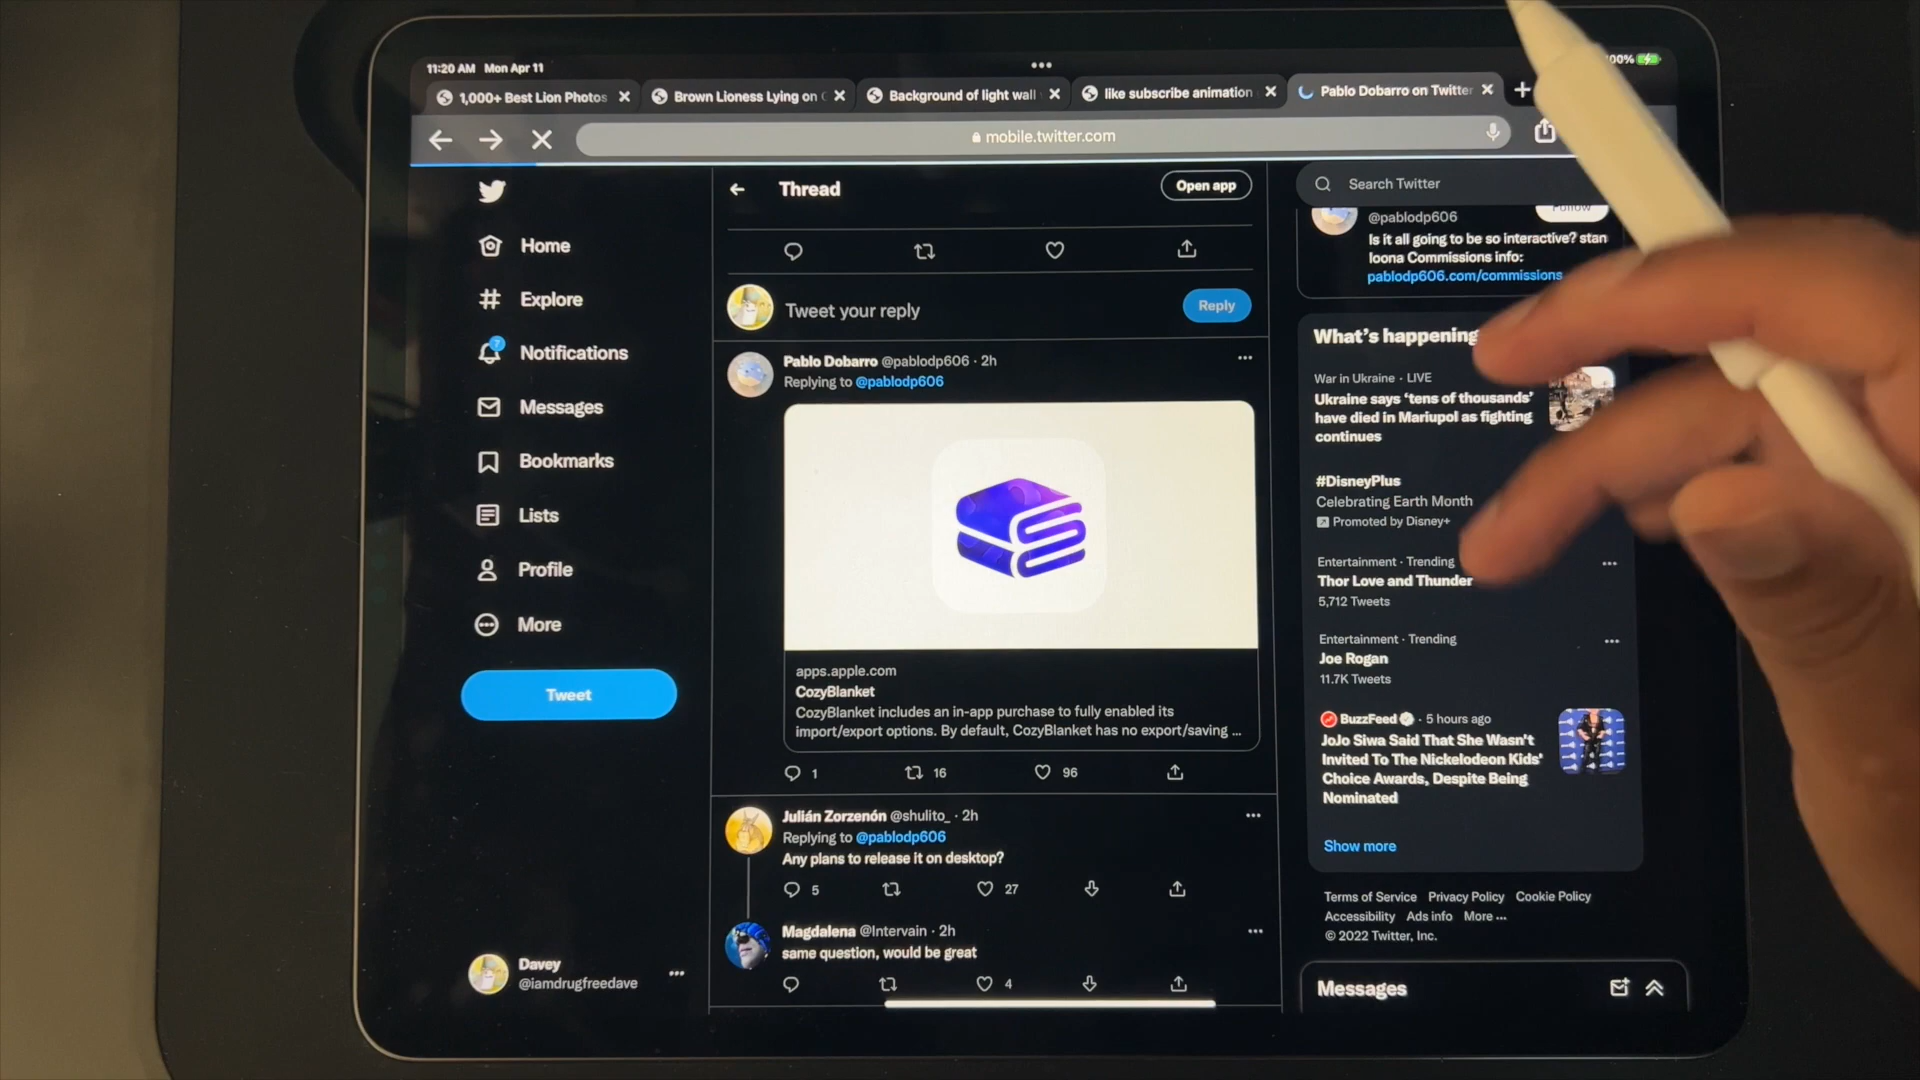 11:20 AM Mon Apr 11
00%
1,000+ Best Lion Photos
Brown Lioness Lying on
Background of light wall
like subscribe animation
Pablo Dobarro on Twitter
mobile.twitter.com
Thread
Open app
Search Twitter
Home
Explore
7
Notifications
Messages
Bookmarks
Lists
Profile
More
Tweet
Davey
@iamdrugfreedave
Tweet your reply
Reply
Pablo Dobarro @pablodp606 · 2h
Replying to @pablodp606
apps.apple.com
CozyBlanket
CozyBlanket includes an in-app purchase to fully enabled its
import/export options. By default, CozyBlanket has no export/saving ...
1 16 96
Julián Zorzenón @shulito_ · 2h
Replying to @pablodp606
Any plans to release it on desktop?
5 27
Magdalena @Intervain · 2h
same question, would be great
4
@pablodp606
Follow
Is it all going to be so interactive? stan
loona Commissions info:
pablodp606.com/commissions
What's happening
War in Ukraine · LIVE
Ukraine says 'tens of thousands'
have died in Mariupol as fighting
continues
#DisneyPlus
Celebrating Earth Month
Promoted by Disney+
Entertainment · Trending
Thor Love and Thunder
5,712 Tweets
Entertainment · Trending
Joe Rogan
11.7K Tweets
BuzzFeed · 5 hours ago
JoJo Siwa Said That She Wasn't
Invited To The Nickelodeon Kids'
Choice Awards, Despite Being
Nominated
Show more
Terms of Service Privacy Policy Cookie Policy
Accessibility Ads info More ...
© 2022 Twitter, Inc.
Messages